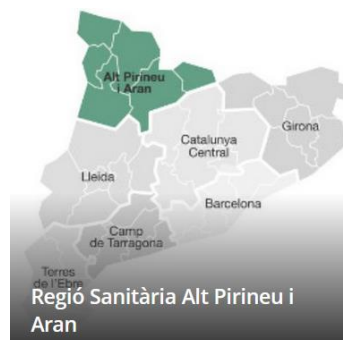 Alt Pirineu
i Aran
Girona
Catalunya
Central
Lleida
Barcelona
Camp
de Tarragona
Terres
de l'Ebre
Regió Sanitària Alt Pirineu i
Aran